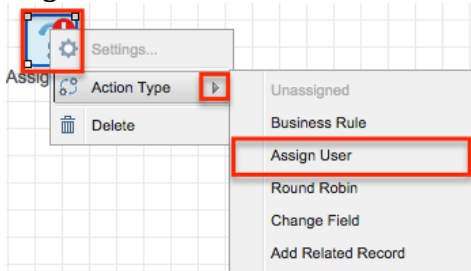 Settings...
Assig
Action Type
Unassigned
Delete
Business Rule
Assign User
Round Robin
Change Field
Add Related Record